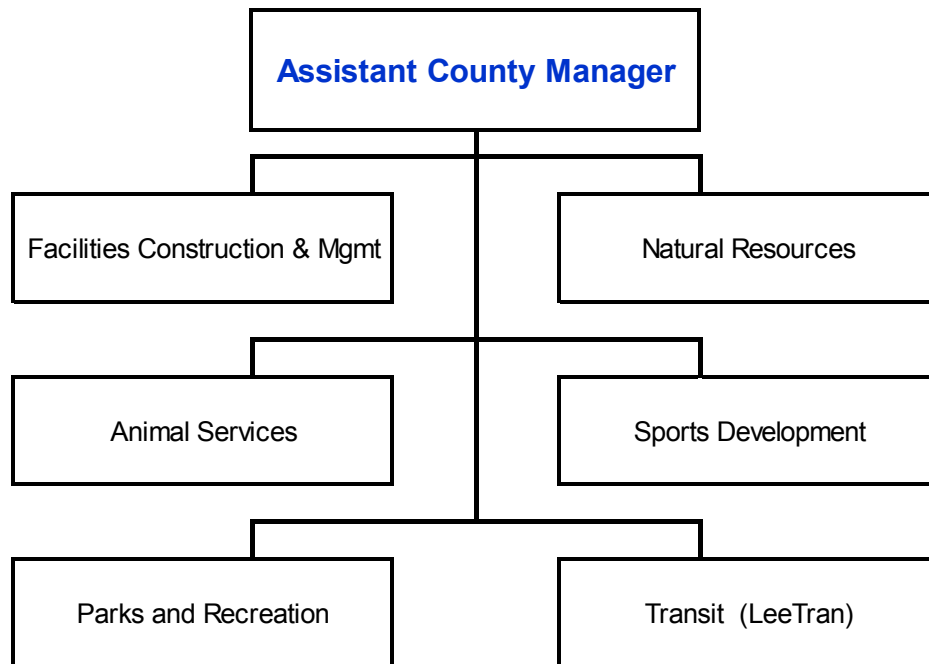 Assistant County Manager
Facilities Construction & Mgmt
Natural Resources
Animal Services
Sports Development
Parks and Recreation
Transit (LeeTran)